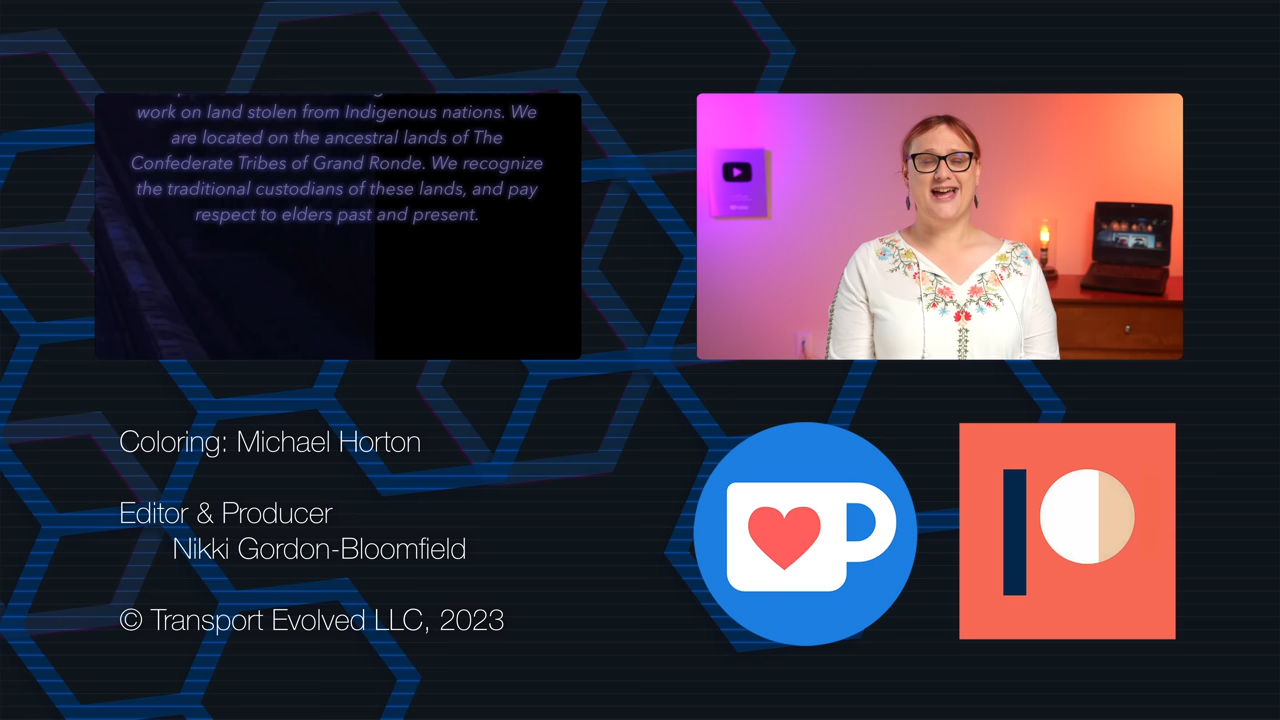 work on land stolen from Indigenous nations. We
are located on the ancestral lands of The
Confederate Tribes of Grand Ronde. We recognize
the traditional custodians of these lands, and pay
respect to elders past and present.
Coloring: Michael Horton
Editor & Producer
Nikki Gordon-Bloomfield
© Transport Evolved LLC, 2023